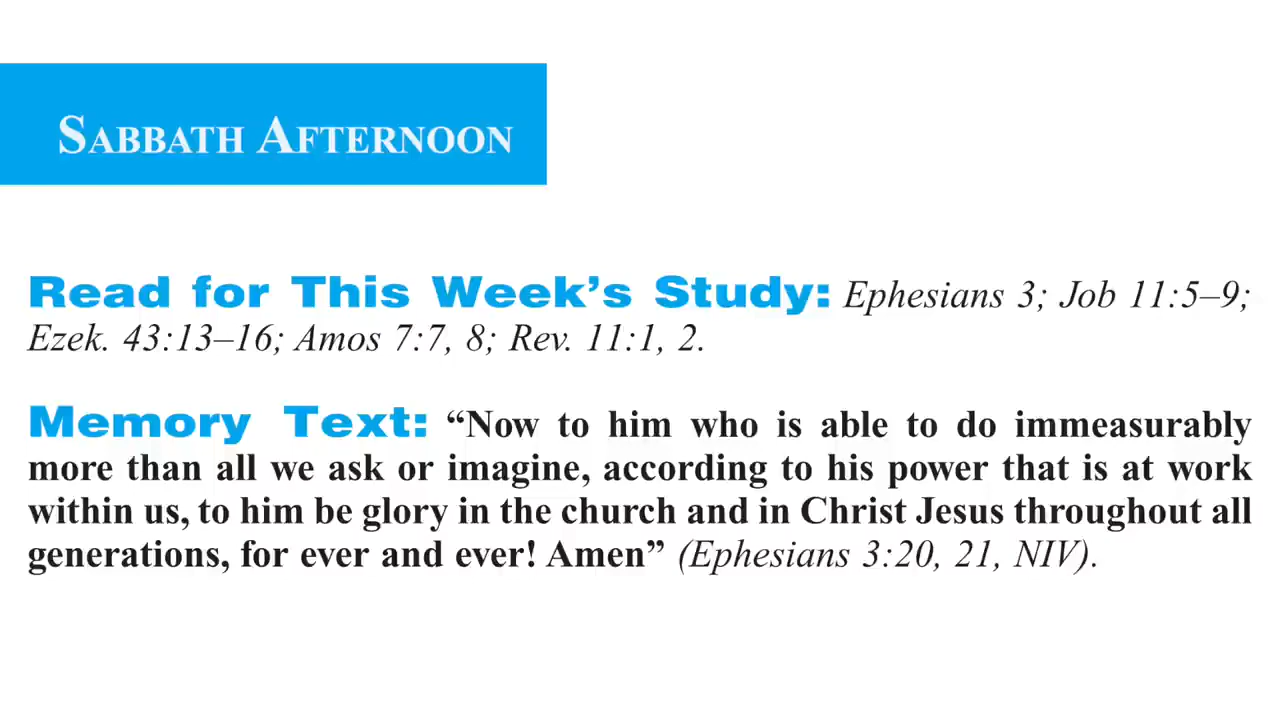 SABBATH AFTERNOON
Read for This Week’s Study: Ephesians 3; Job 11:5–9;
Ezek. 43:13–16; Amos 7:7, 8; Rev. 11:1, 2.
Memory Text: “Now to him who is able to do immeasurably
more than all we ask or imagine, according to his power that is at work
within us, to him be glory in the church and in Christ Jesus throughout all
generations, for ever and ever! Amen” (Ephesians 3:20, 21, NIV).